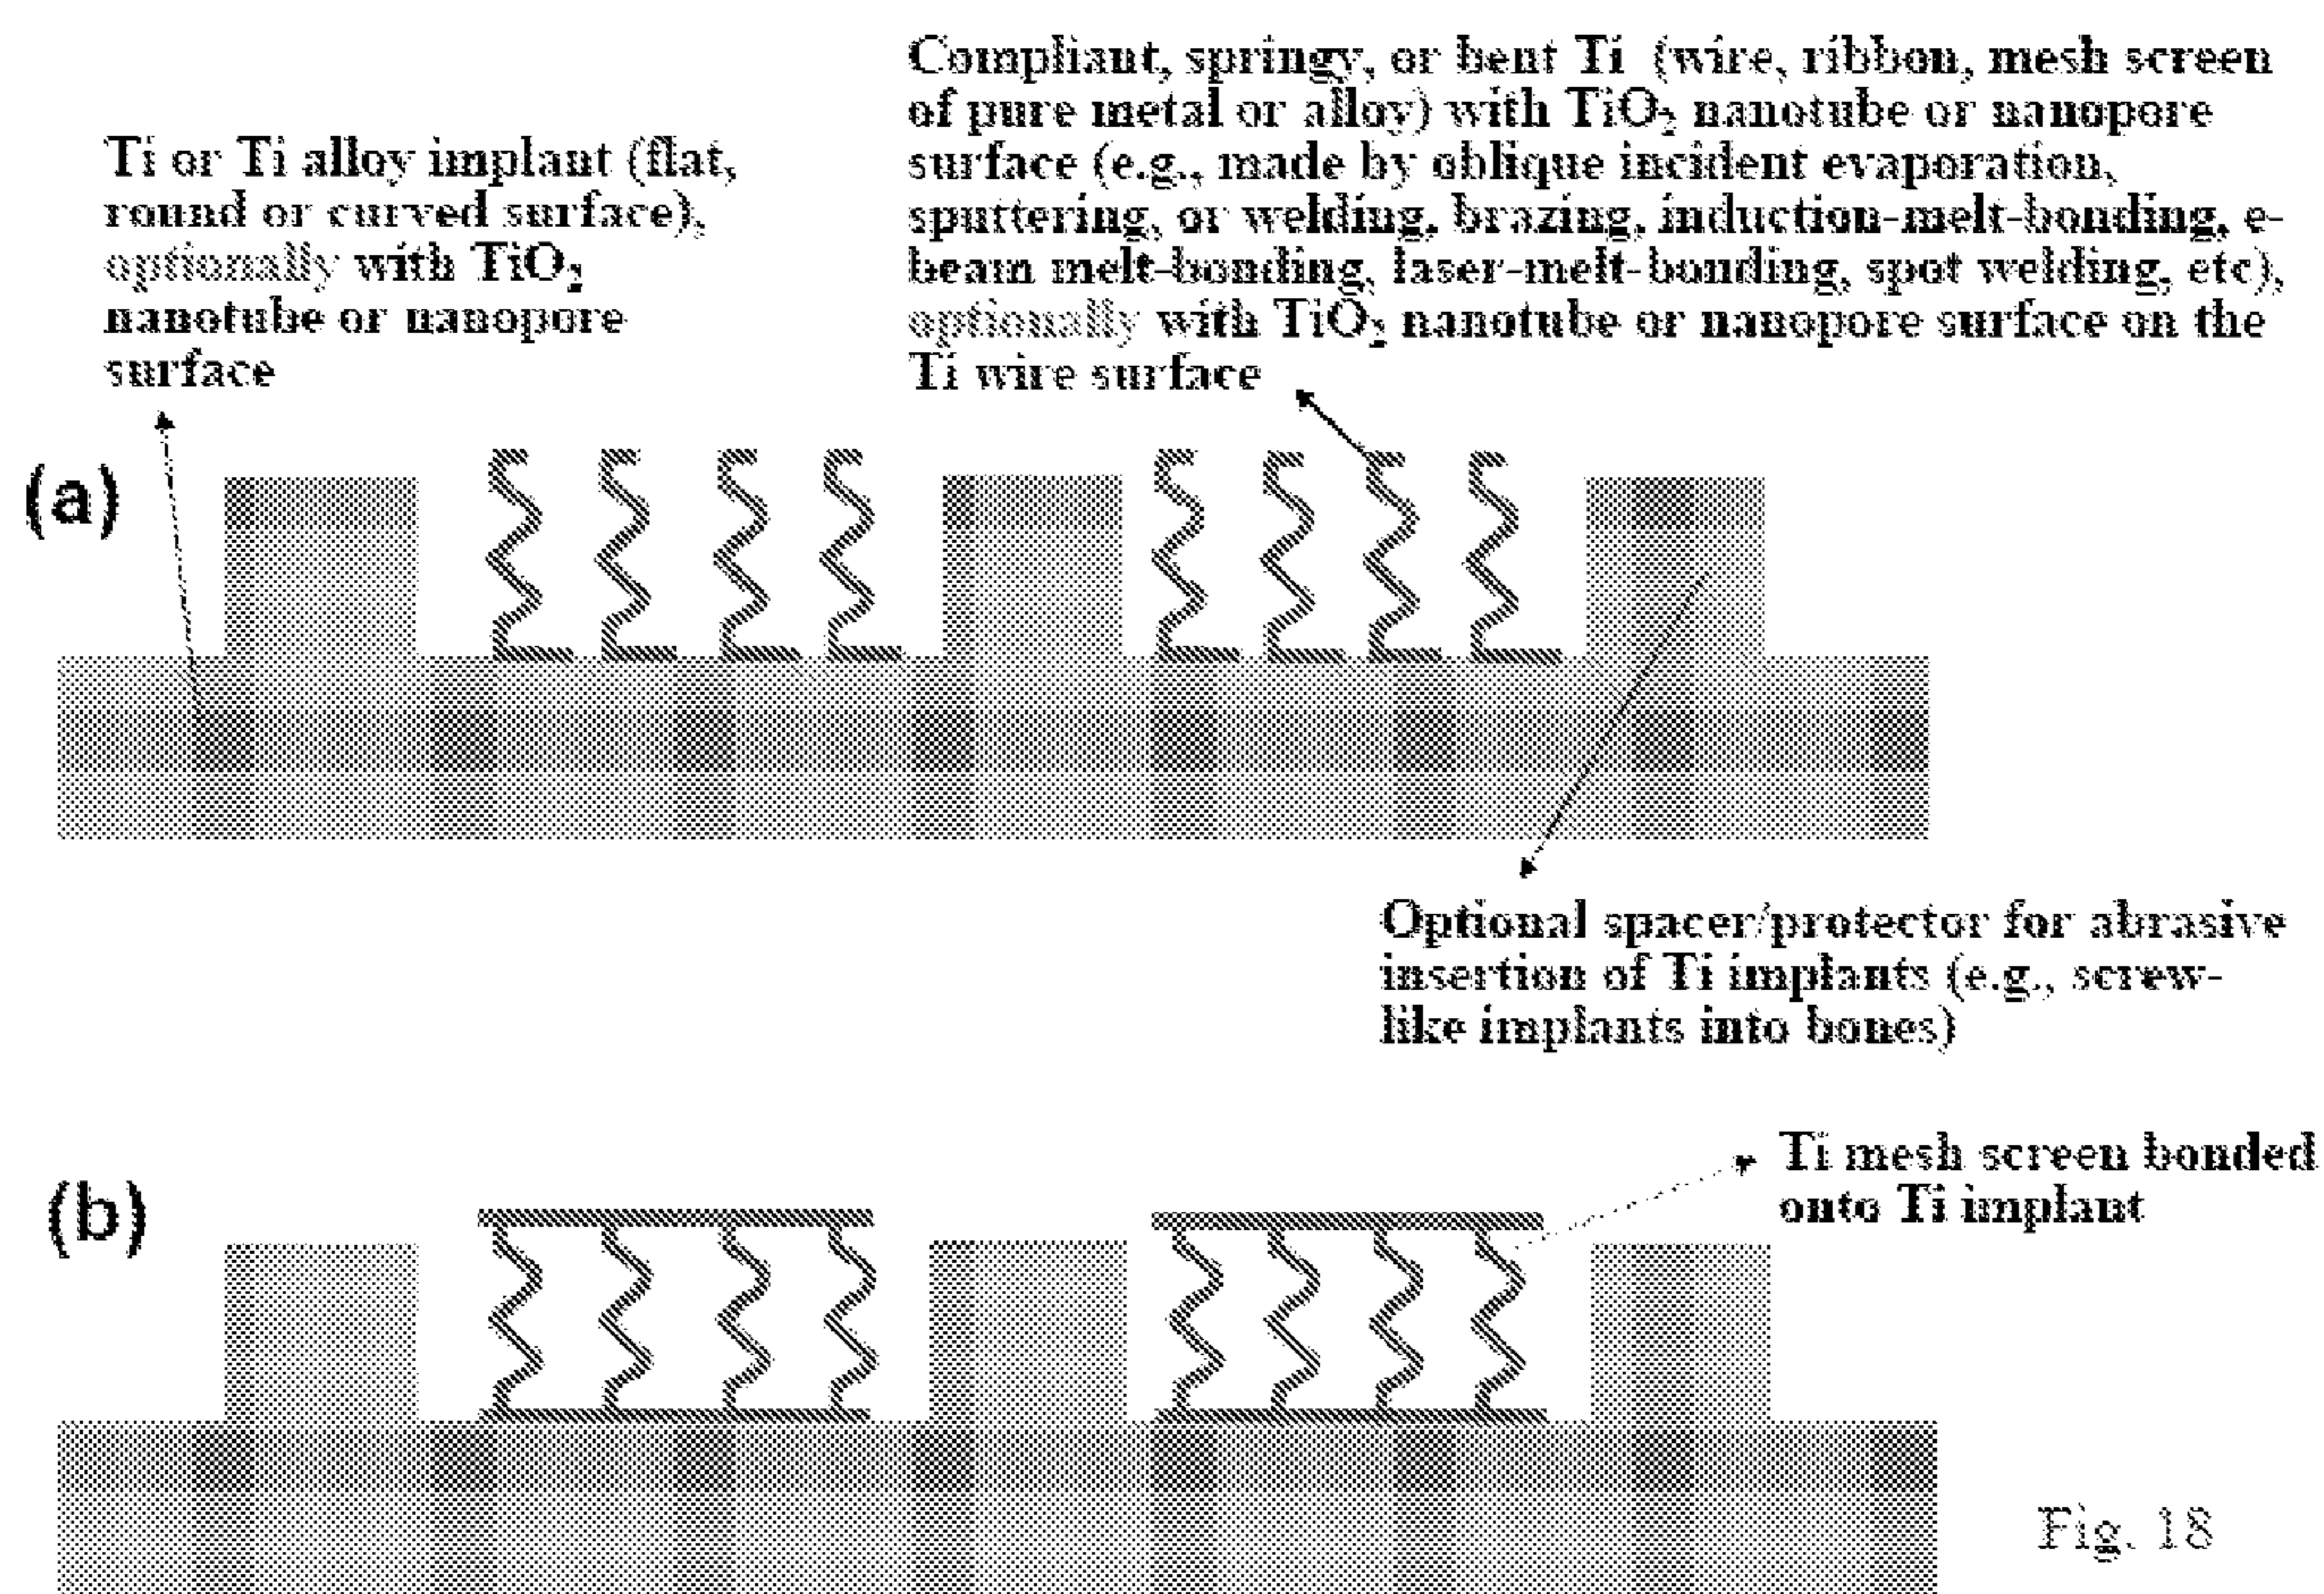 Ti or Ti alloy implant (flat,
round or curved surface),
optionally with TiO₂
nanotube or nanopore
surface
Compliant, springy, or bent Ti (wire, ribbon, mesh screen
of pure metal or alloy) with TiO₂ nanotube or nanopore
surface (e.g., made by oblique incident evaporation,
sputtering, or welding, brazing, induction-melt-bonding, e-
beam melt-bonding, laser-melt-bonding, spot welding, etc),
optionally with TiO₂ nanotube or nanopore surface on the
Ti wire surface
(a)
Optional spacer/protector for abrasive
insertion of Ti implants (e.g., screw-
like implants into bones)
(b)
Ti mesh screen bonded
onto Ti implant
Fig. 18